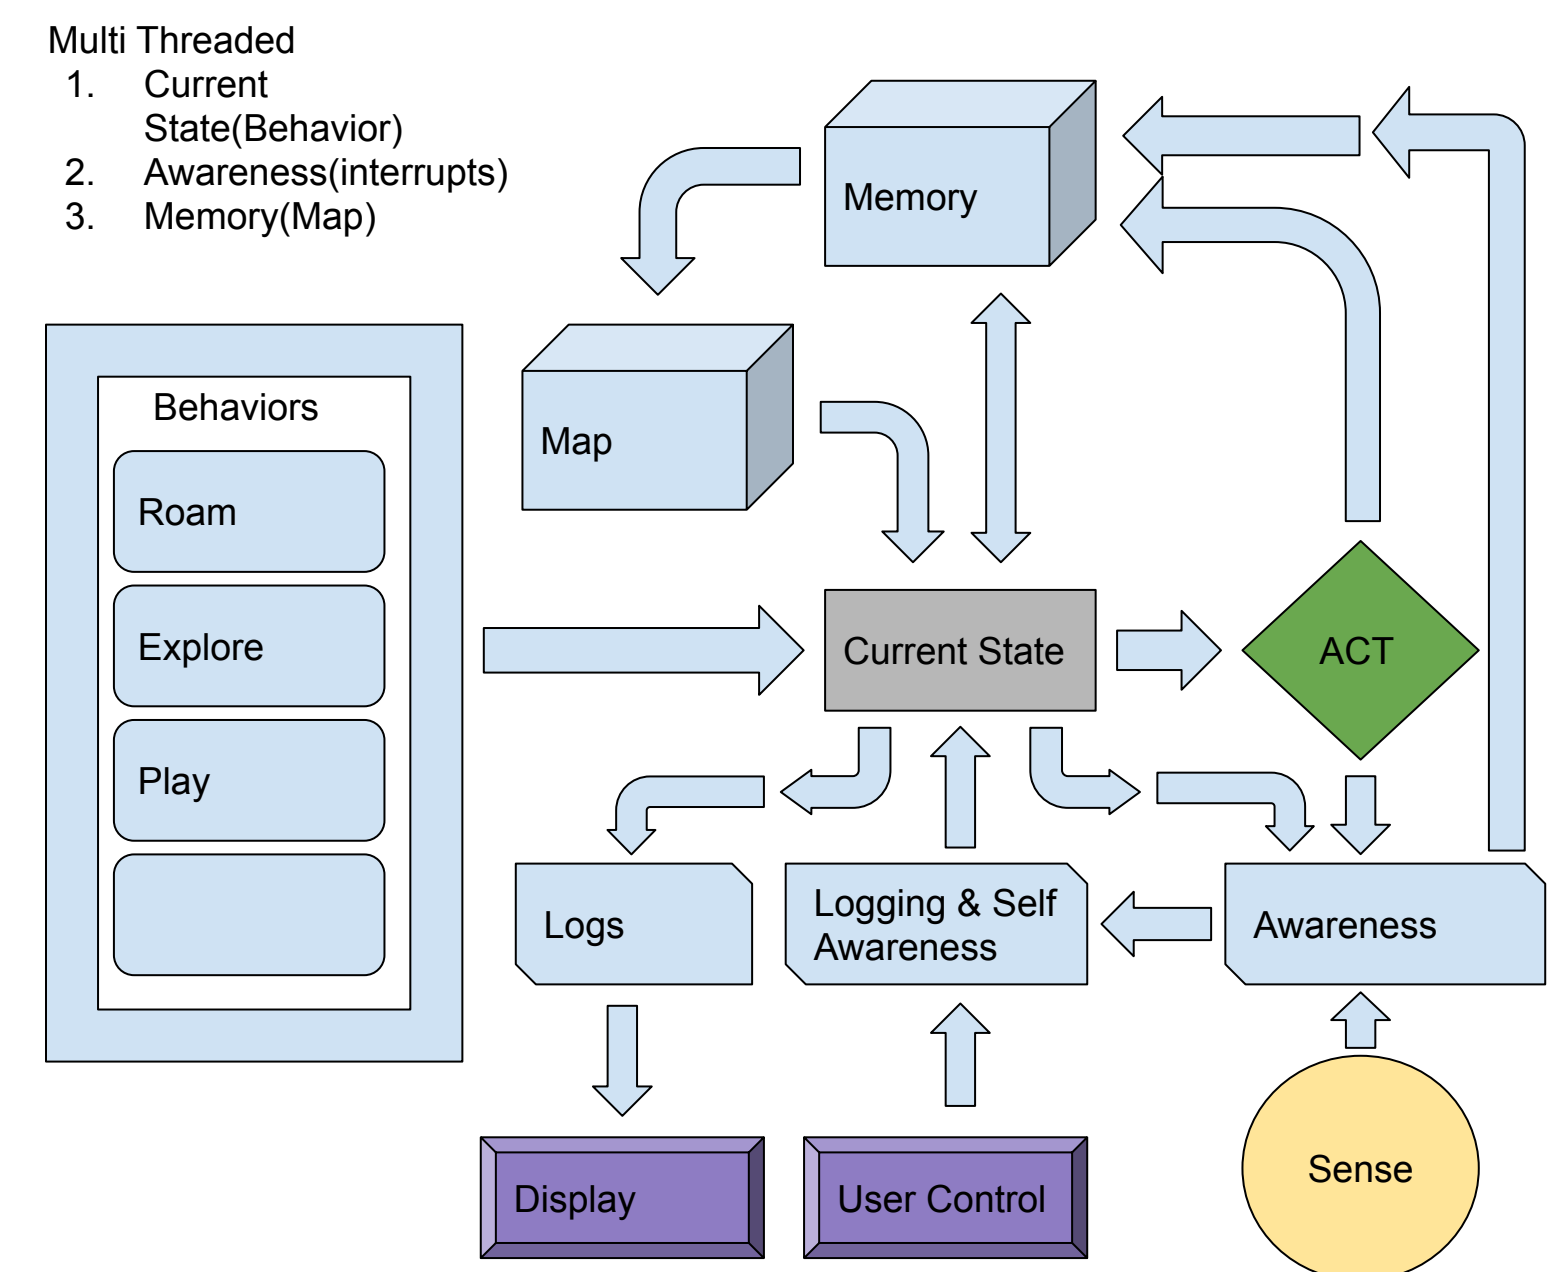 Multi Threaded
1. Current
State(Behavior)
2. Awareness(interrupts)
3. Memory(Map)
Memory
Behaviors
Map
Roam
Explore
Current State
ACT
Play
Logs
Logging & Self
Awareness
Awareness
Display
User Control
Sense